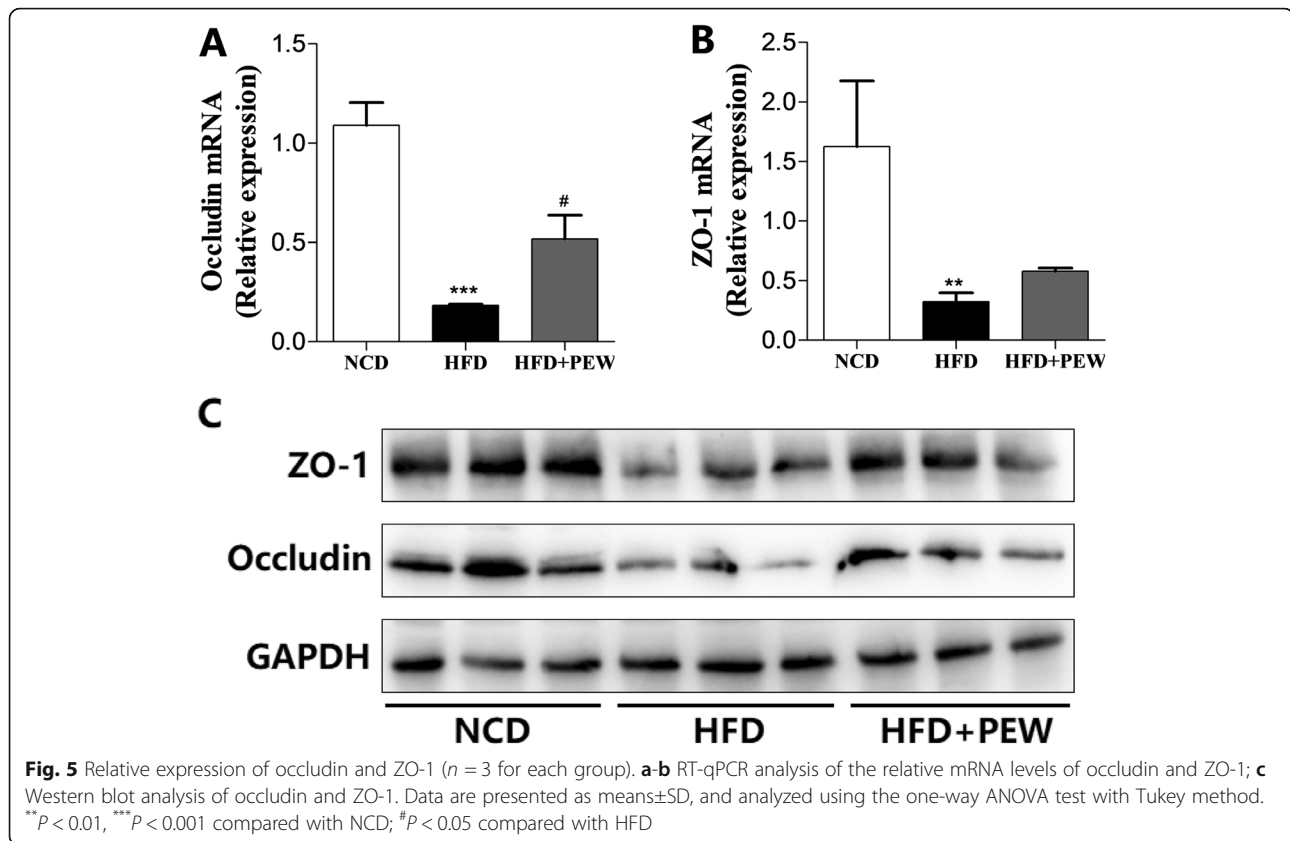 A
Occludin mRNA
(Relative expression)
1.5
1.0
0.5
0.0
***
#
NCD
HFD
HFD+PEW
B
ZO-1 mRNA
(Relative expression)
2.5
2.0
1.5
1.0
0.5
0.0
**
NCD
HFD
HFD+PEW
C
ZO-1
Occludin
GAPDH
NCD
HFD
HFD+PEW
Fig. 5 Relative expression of occludin and ZO-1 (n = 3 for each group). a-b RT-qPCR analysis of the relative mRNA levels of occludin and ZO-1; c
Western blot analysis of occludin and ZO-1. Data are presented as means±SD, and analyzed using the one-way ANOVA test with Tukey method.
**P < 0.01, ***P < 0.001 compared with NCD; #P < 0.05 compared with HFD